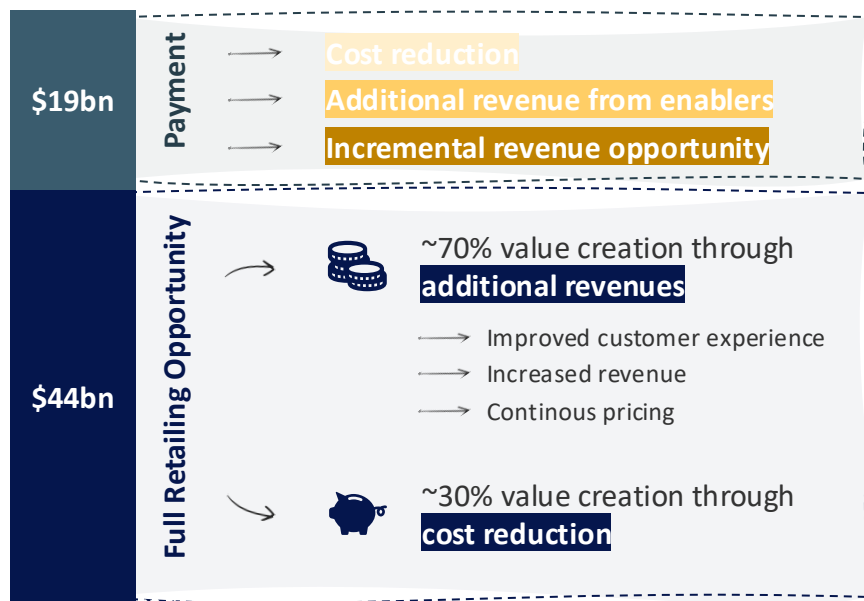 $19bn
Payment
Cost reduction
Additional revenue from enablers
Incremental revenue opportunity
$44bn
Full Retailing Opportunity
~70% value creation through
additional revenues
Improved customer experience
Increased revenue
Continous pricing
~30% value creation through
cost reduction